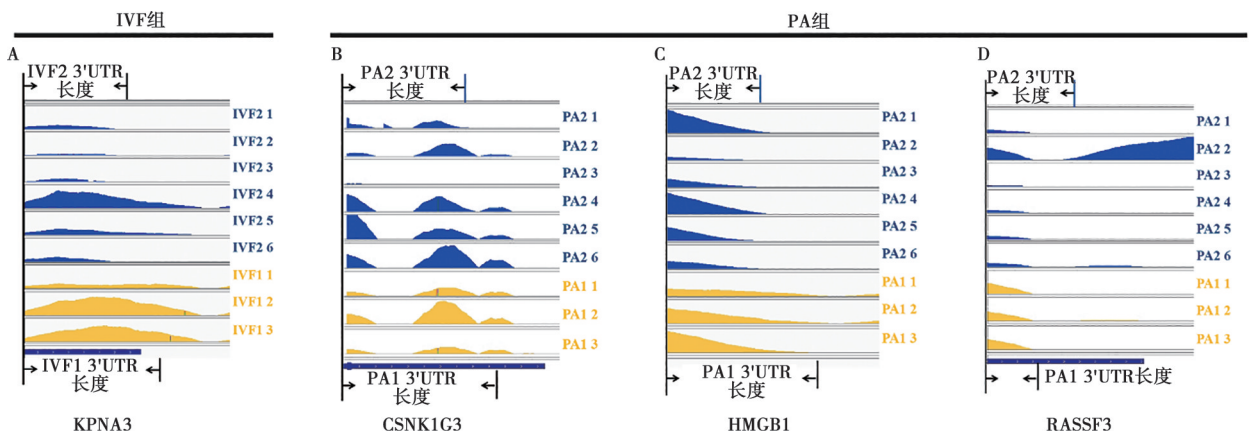 IVF组
PA组
A
IVF2 3'UTR
长度
IVF2 1
IVF2 2
IVF2 3
IVF2 4
IVF2 5
IVF2 6
IVF1 1
IVF1 2
IVF1 3
IVF1 3'UTR
长度
KPNA3
B
PA2 3'UTR
长度
PA2 1
PA2 2
PA2 3
PA2 4
PA2 5
PA2 6
PA1 1
PA1 2
PA1 3
PA1 3'UTR
长度
CSNK1G3
C
PA2 3'UTR
长度
PA2 1
PA2 2
PA2 3
PA2 4
PA2 5
PA2 6
PA1 1
PA1 2
PA1 3
PA1 3'UTR
长度
HMGB1
D
PA2 3'UTR
长度
PA2 1
PA2 2
PA2 3
PA2 4
PA2 5
PA2 6
PA1 1
PA1 2
PA1 3
PA1 3'UTR长度
RASSF3